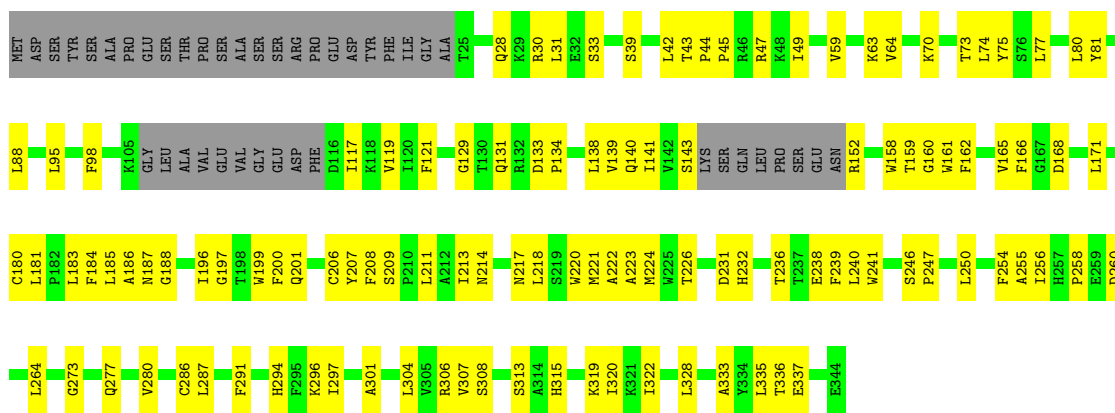 MET ASP SER TYR SER ALA PRO GLU SER THR PRO SER ALA SER SER ARG PRO GLU ASP TYR PHE ILE GLY ALA T25 Q28 K29 R30 L31 E32 S33 S39 L42 T43 P44 P45 R46 R47 K48 I49 V59 K63 V64 K70 T73 L74 Y75 S76 L77 L80 Y81
L88 L95 F98 K105 GLY LEU ALA VAL GLU VAL GLY GLU ASP PHE D116 I117 K118 V119 I120 F121 G129 T130 Q131 R132 D133 P134 L138 V139 Q140 I141 V142 S143 LYS SER GLN LEU PRO SER GLU ASN R152 W158 T159 G160 W161 F162 V165 F166 G167 D168 L171
C180 L181 P182 L183 F184 L185 A186 N187 G188 I196 G197 T198 W199 F200 Q201 C206 Y207 F208 S209 P210 L211 A212 I213 N214 N217 L218 S219 W220 M221 A222 A223 M224 W225 T226 D231 H232 T236 T237 E238 F239 L240 W241 S246 P247 L250 F254 A255 I256 H257 P258 E259 D260
L264 G273 Q277 V280 C286 L287 F291 H294 F295 K296 I297 A301 L304 V305 R306 V307 S308 S313 A314 H315 K319 I320 K321 I322 L328 A333 Y334 L335 T336 E337 E344